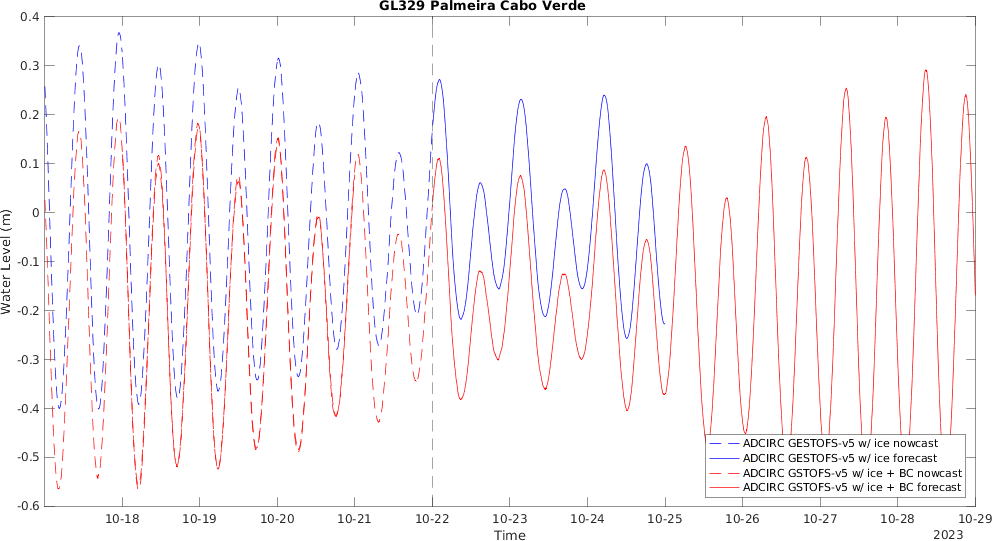 GL329 Palmeira Cabo Verde
0.4
0.3
0.2
0.1
0
-0.1
-0.2
-0.3
-0.4
-0.5
-0.6
Water Level (m)
ADCIRC GESTOFS-v5 w/ ice nowcast
ADCIRC GESTOFS-v5 w/ ice forecast
ADCIRC GSTOFS-v5 w/ ice + BC nowcast
ADCIRC GSTOFS-v5 w/ ice + BC forecast
10-18 10-19 10-20 10-21 10-22 10-23 10-24 10-25 10-26 10-27 10-28 10-29
Time
2023